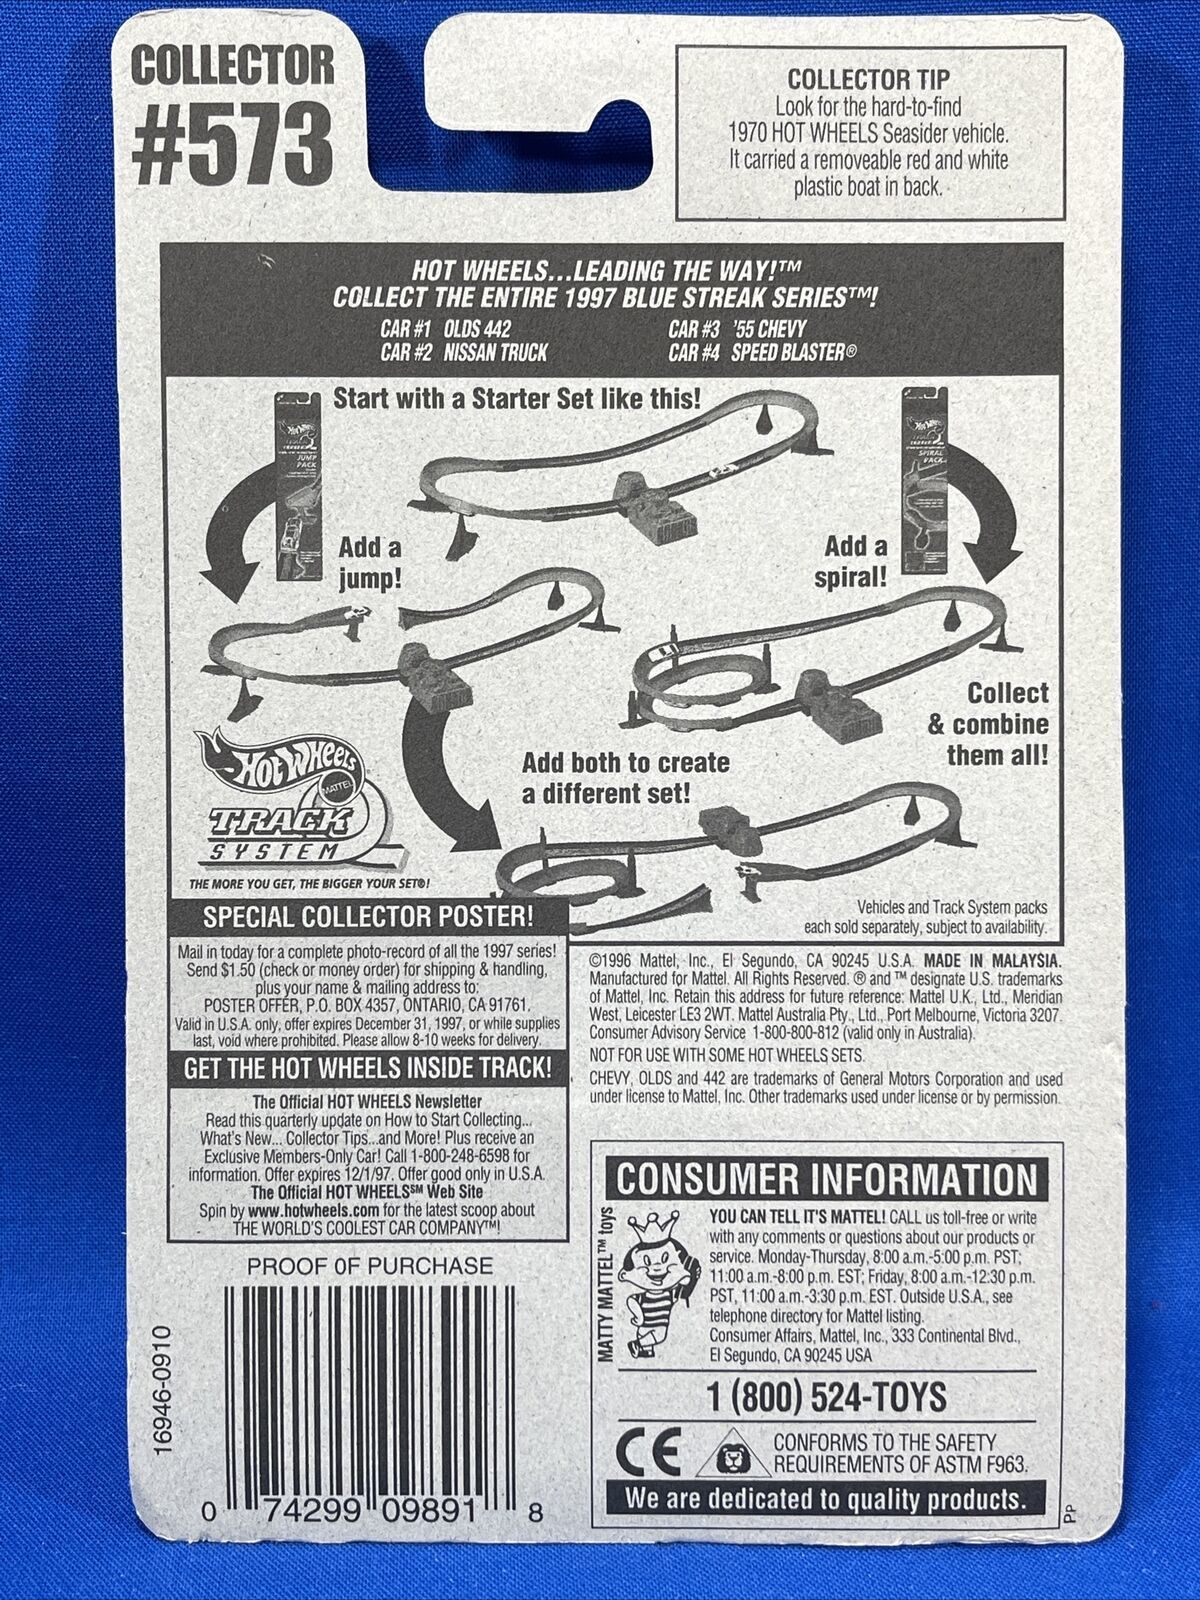 COLLECTOR
#573
COLLECTOR TIP
Look for the hard-to-find
1970 HOT WHEELS Seasider vehicle.
It carried a removeable red and white
plastic boat in back.
HOT WHEELS...LEADING THE WAY!™
COLLECT THE ENTIRE 1997 BLUE STREAK SERIES™!
CAR #1 OLDS 442
CAR #2 NISSAN TRUCK
CAR #3 '55 CHEVY
CAR #4 SPEED BLASTER®
Start with a Starter Set like this!
Hot Wheels
JUMP
PACK
Hot Wheels
SPIRAL
PACK
Add a
jump!
Add a
spiral!
Collect
& combine
them all!
Add both to create
a different set!
Hot Wheels
MATTEL
TRACK
SYSTEM
THE MORE YOU GET, THE BIGGER YOUR SET®!
Vehicles and Track System packs
each sold separately, subject to availability.
SPECIAL COLLECTOR POSTER!
Mail in today for a complete photo-record of all the 1997 series!
Send $1.50 (check or money order) for shipping & handling,
plus your name & mailing address to:
POSTER OFFER, P.O. BOX 4357, ONTARIO, CA 91761.
Valid in U.S.A. only, offer expires December 31, 1997, or while supplies
last, void where prohibited. Please allow 8-10 weeks for delivery.
GET THE HOT WHEELS INSIDE TRACK!
The Official HOT WHEELS Newsletter
Read this quarterly update on How to Start Collecting...
What's New... Collector Tips...and More! Plus receive an
Exclusive Members-Only Car! Call 1-800-248-6598 for
information. Offer expires 12/1/97. Offer good only in U.S.A.
The Official HOT WHEELS℠ Web Site
Spin by www.hotwheels.com for the latest scoop about
THE WORLD'S COOLEST CAR COMPANY™!
©1996 Mattel, Inc., El Segundo, CA 90245 U.S.A. MADE IN MALAYSIA.
Manufactured for Mattel. All Rights Reserved. ® and ™ designate U.S. trademarks
of Mattel, Inc. Retain this address for future reference: Mattel U.K., Ltd., Meridian
West, Leicester LE3 2WT. Mattel Australia Pty., Ltd., Port Melbourne, Victoria 3207.
Consumer Advisory Service 1-800-800-812 (valid only in Australia).
NOT FOR USE WITH SOME HOT WHEELS SETS.
CHEVY, OLDS and 442 are trademarks of General Motors Corporation and used
under license to Mattel, Inc. Other trademarks used under license or by permission.
PROOF 0F PURCHASE
16946-0910
0 74299 09891 8
CONSUMER INFORMATION
MATTY MATTEL™ toys
YOU CAN TELL IT'S MATTEL! CALL us toll-free or write
with any comments or questions about our products or
service. Monday-Thursday, 8:00 a.m.-5:00 p.m. PST;
11:00 a.m.-8:00 p.m. EST; Friday, 8:00 a.m.-12:30 p.m.
PST, 11:00 a.m.-3:30 p.m. EST. Outside U.S.A., see
telephone directory for Mattel listing.
Consumer Affairs, Mattel, Inc., 333 Continental Blvd.,
El Segundo, CA 90245 USA
1 (800) 524-TOYS
CE
CONFORMS TO THE SAFETY
REQUIREMENTS OF ASTM F963.
We are dedicated to quality products.
PP